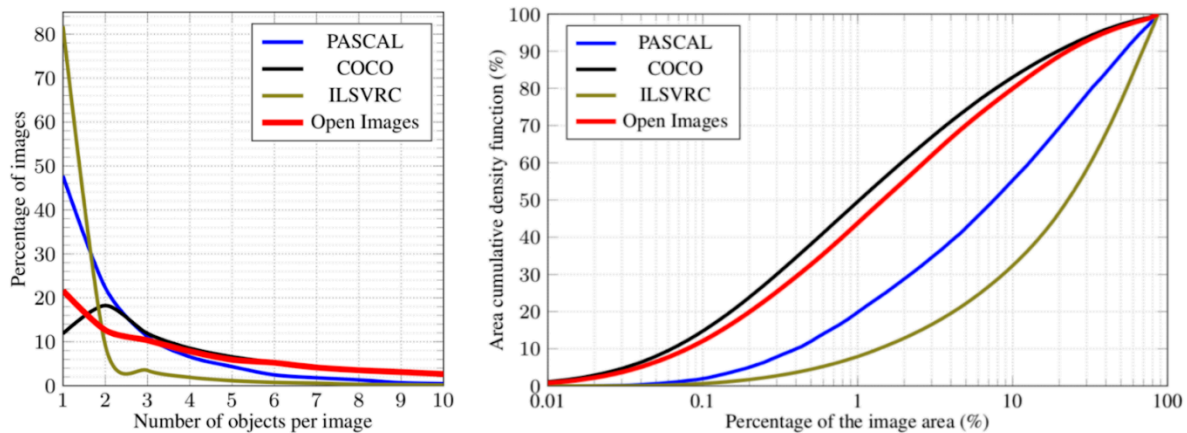 Percentage of images
80
70
60
50
40
30
20
10
0
PASCAL
COCO
ILSVRC
Open Images
1 2 3 4 5 6 7 8 9 10
Number of objects per image
Area cumulative density function (%)
100
90
80
70
60
50
40
30
20
10
0
PASCAL
COCO
ILSVRC
Open Images
0.01 0.1 1 10 100
Percentage of the image area (%)